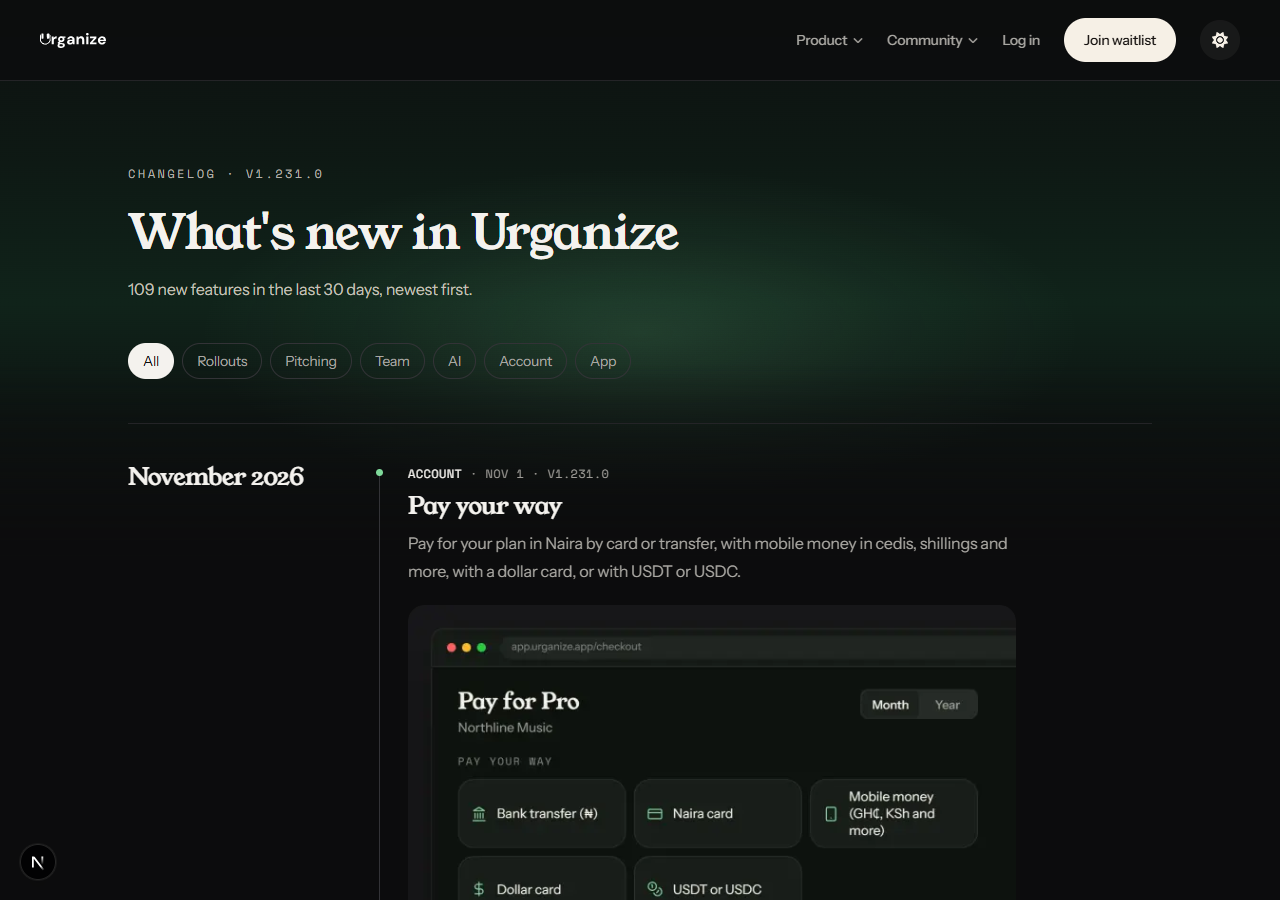 Urganize
Product
Community
Log in
Join waitlist
CHANGELOG · V1.231.0
What's new in Urganize
109 new features in the last 30 days, newest first.
All
Rollouts
Pitching
Team
AI
Account
App
November 2026
ACCOUNT · NOV 1 · V1.231.0
Pay your way
Pay for your plan in Naira by card or transfer, with mobile money in cedis, shillings and
more, with a dollar card, or with USDT or USDC.
app.urganize.app/checkout
Pay for Pro
Month
Year
Northline Music
PAY YOUR WAY
Bank transfer (₦)
Naira card
Mobile money
(GH₵, KSh and
more)
Dollar card
USDT or USDC
N